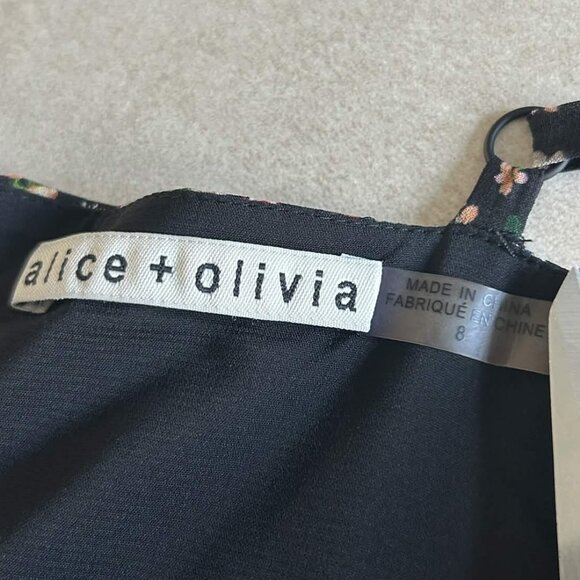 alice + olivia
MADE IN CHINA
FABRIQUÉ EN CHINE
8